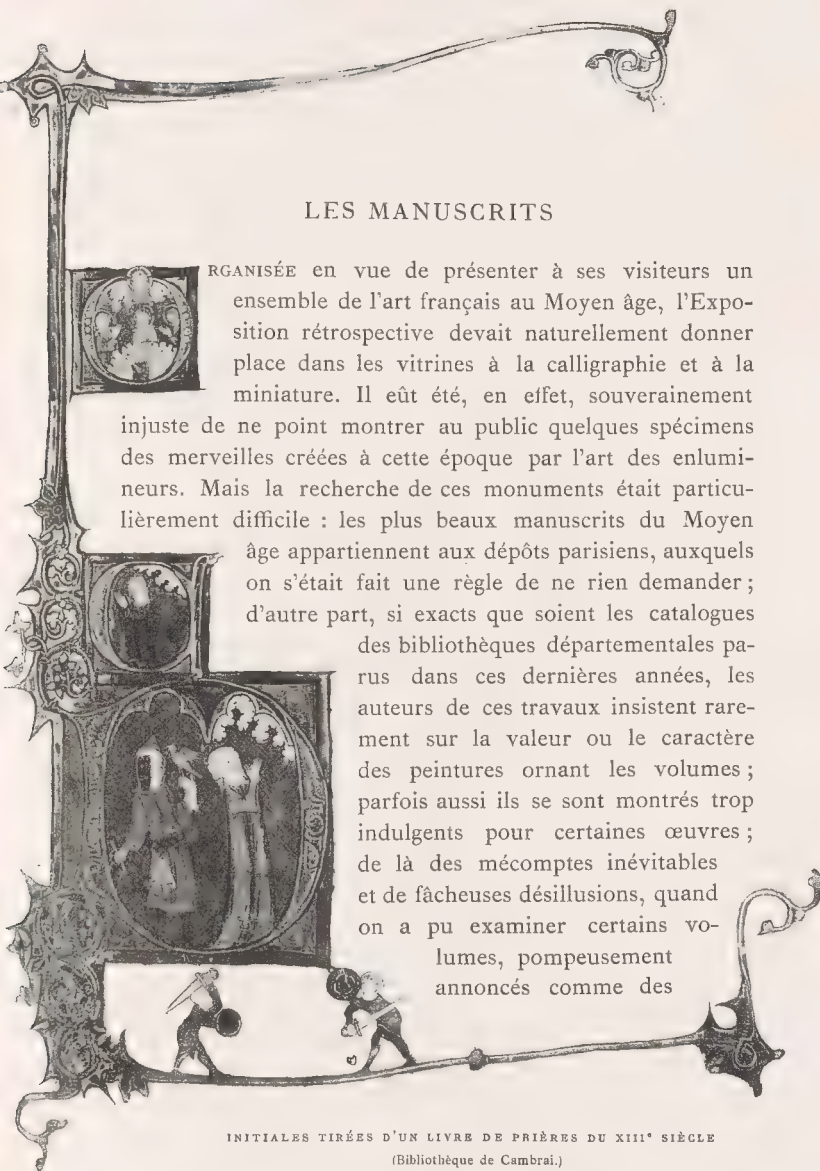 LES MANUSCRITS
ORGANISÉE en vue de présenter à ses visiteurs un
ensemble de l'art français au Moyen âge, l'Expo-
sition rétrospective devait naturellement donner
place dans les vitrines à la calligraphie et à la
miniature. Il eût été, en effet, souverainement
injuste de ne point montrer au public quelques spécimens
des merveilles créées à cette époque par l'art des enlumi-
neurs. Mais la recherche de ces monuments était particu-
lièrement difficile : les plus beaux manuscrits du Moyen
âge appartiennent aux dépôts parisiens, auxquels
on s'était fait une règle de ne rien demander ;
d'autre part, si exacts que soient les catalogues
des bibliothèques départementales pa-
rus dans ces dernières années, les
auteurs de ces travaux insistent rare-
ment sur la valeur ou le caractère
des peintures ornant les volumes ;
parfois aussi ils se sont montrés trop
indulgents pour certaines œuvres ;
de là des mécomptes inévitables
et de fâcheuses désillusions, quand
on a pu examiner certains vo-
lumes, pompeusement
annoncés comme des
INITIALES TIRÉES D'UN LIVRE DE PRIÈRES DU XIIIᵉ SIÈCLE
(Bibliothèque de Cambrai.)